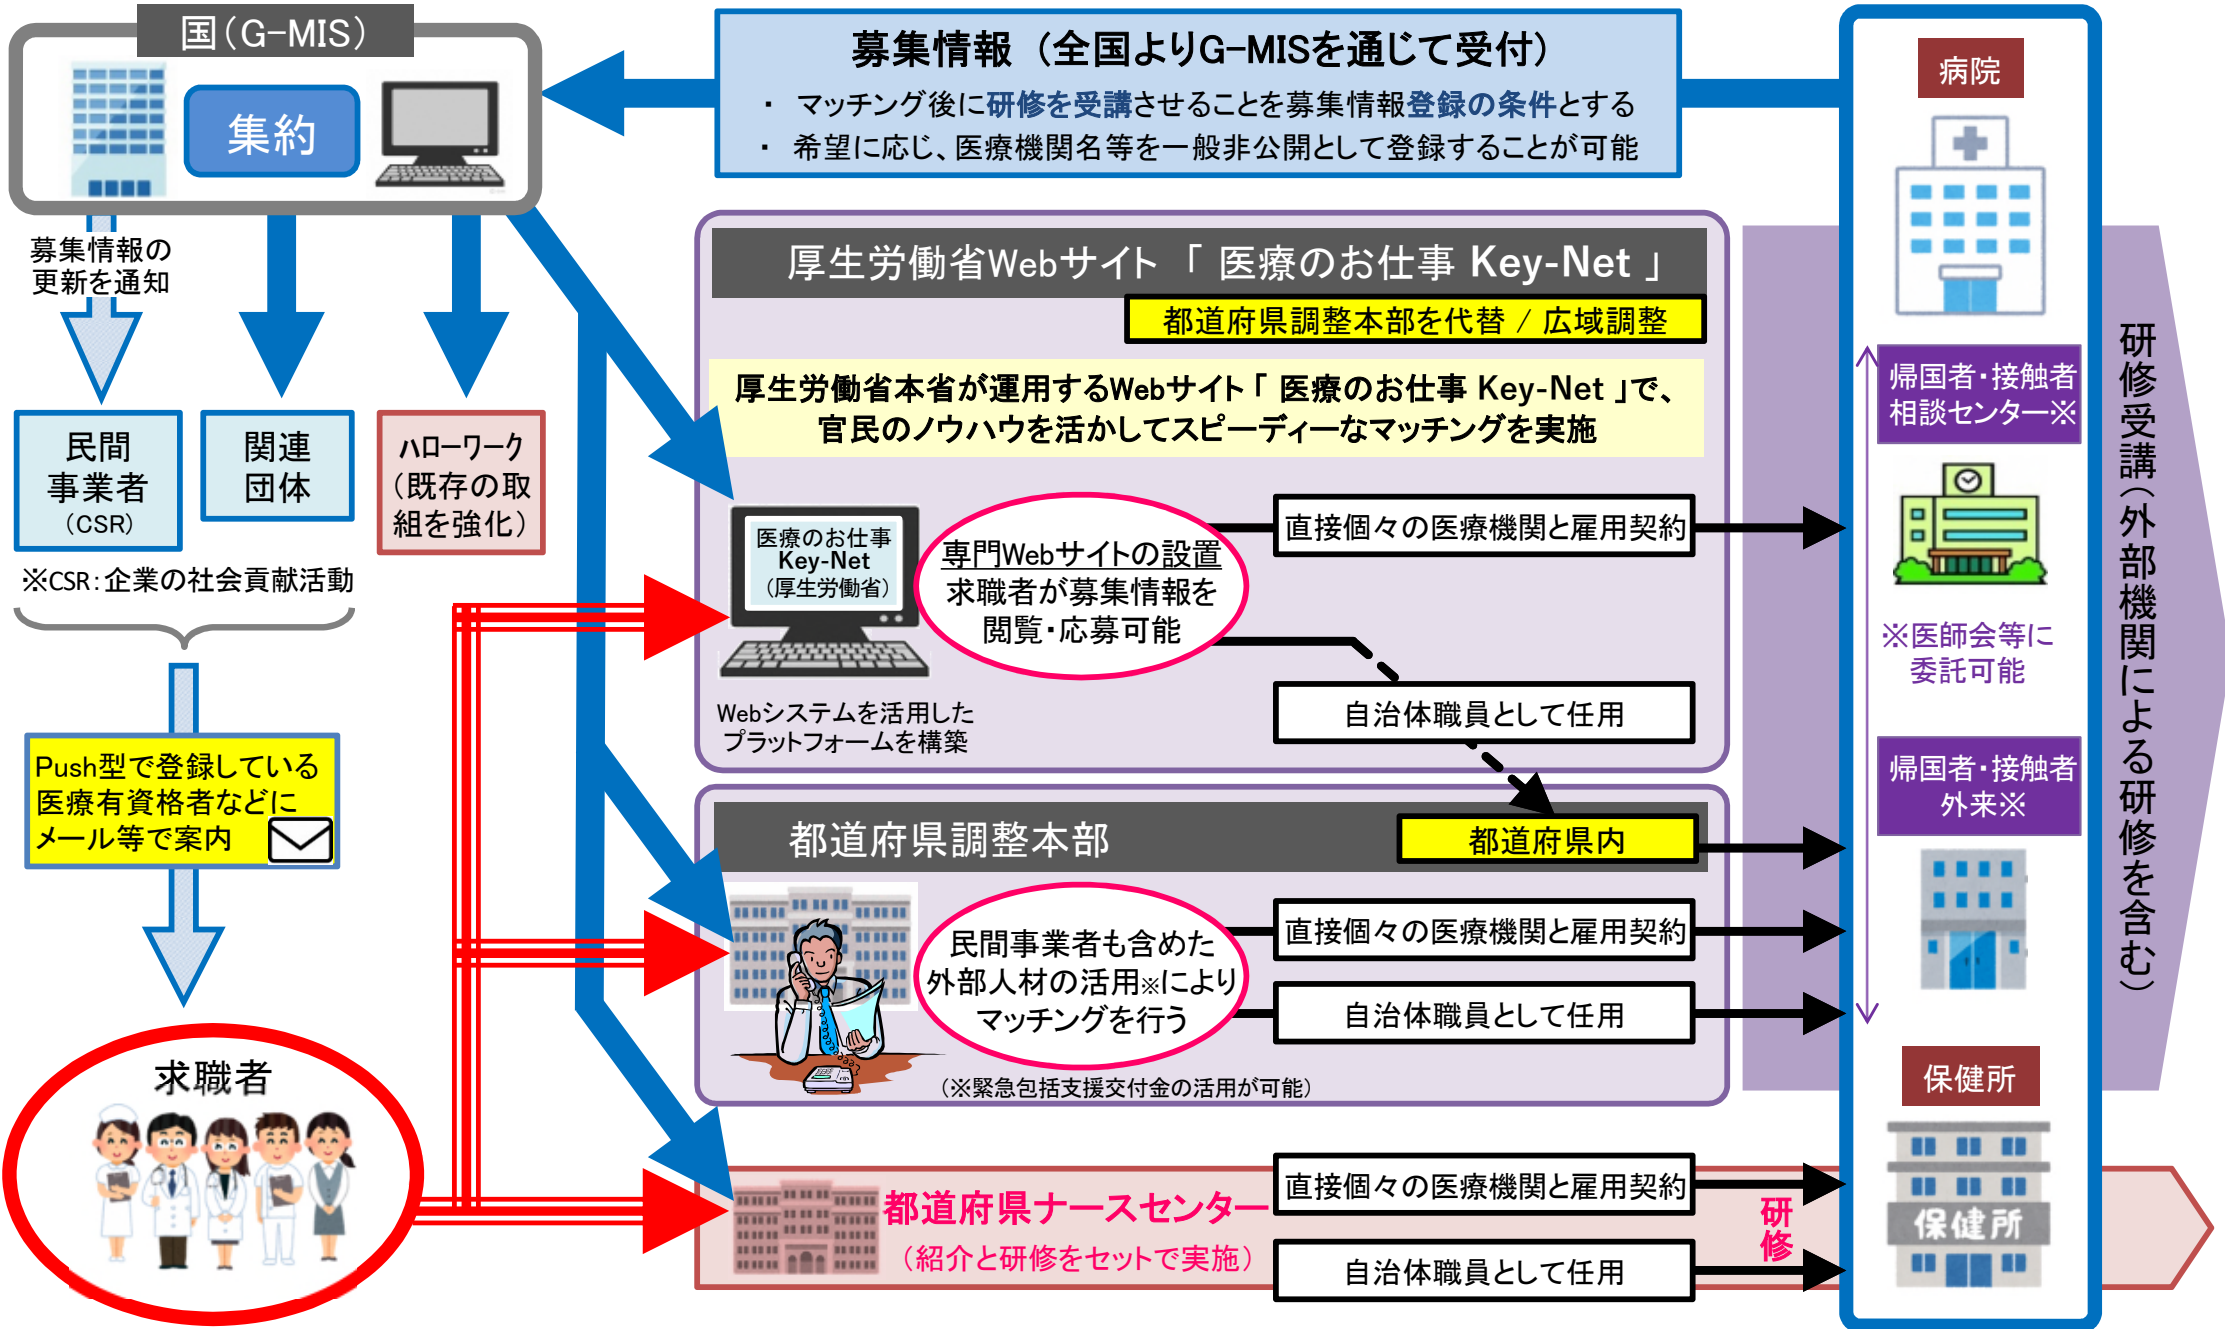 国(G-MIS)
集約
募集情報 (全国よりG-MISを通じて受付)
・ マッチング後に研修を受講させることを募集情報登録の条件とする
・ 希望に応じ、医療機関名等を一般非公開として登録することが可能
募集情報の
更新を通知
民間
事業者
(CSR)
関連
団体
ハローワーク
(既存の取
組を強化)
※CSR:企業の社会貢献活動
Push型で登録している
医療有資格者などに
メール等で案内
求職者
厚生労働省Webサイト 「 医療のお仕事 Key-Net 」
都道府県調整本部を代替 / 広域調整
厚生労働省本省が運用するWebサイト「 医療のお仕事 Key-Net 」で、
官民のノウハウを活かしてスピーディーなマッチングを実施
医療のお仕事
Key-Net
(厚生労働省)
専門Webサイトの設置
求職者が募集情報を
閲覧・応募可能
直接個々の医療機関と雇用契約
自治体職員として任用
Webシステムを活用した
プラットフォームを構築
都道府県調整本部
都道府県内
民間事業者も含めた
外部人材の活用※により
マッチングを行う
直接個々の医療機関と雇用契約
自治体職員として任用
(※緊急包括支援交付金の活用が可能)
都道府県ナースセンター
(紹介と研修をセットで実施)
直接個々の医療機関と雇用契約
自治体職員として任用
研修
病院
帰国者・接触者
相談センター※
※医師会等に
委託可能
帰国者・接触者
外来※
保健所
保健所
研修受講(外部機関による研修を含む)